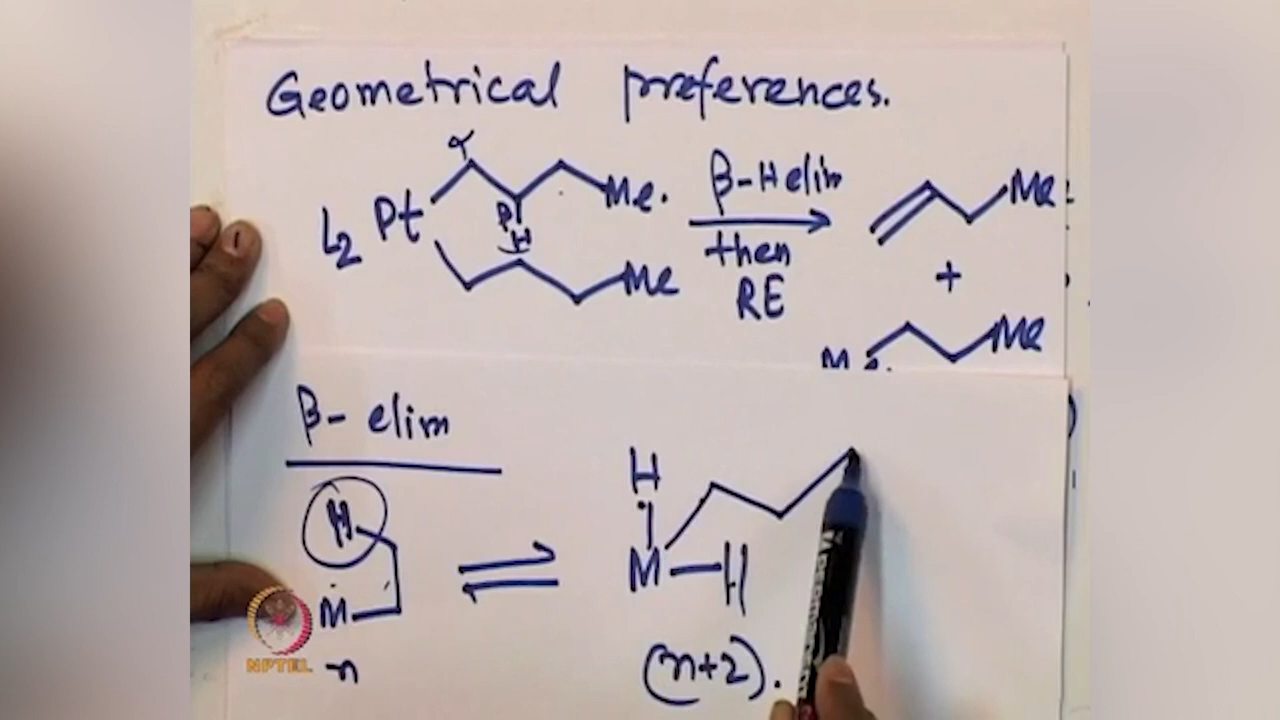 Geometrical preferences.
α
L2 Pt
β
H
Me.
Me
β-H elim
then
RE
Me
+
Me
β- elim
H
M
n
H
M-H
(n+2).
NPTEL